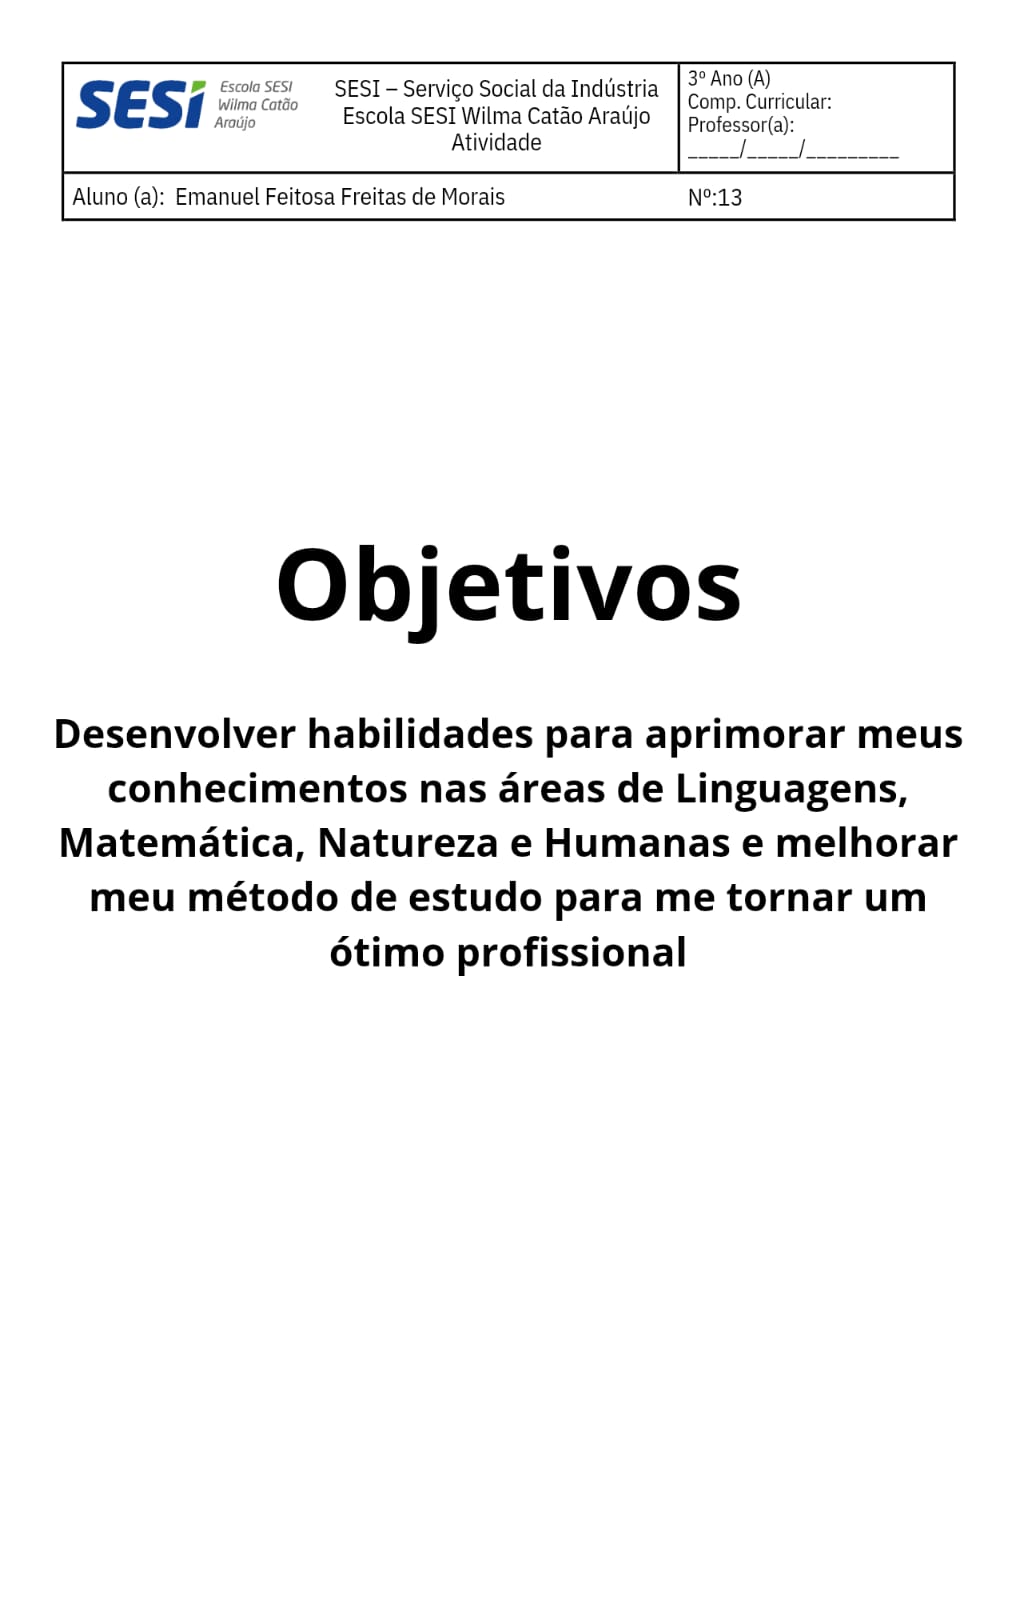 SESI
Escola SESI
Wilma Catão
Araújo
SESI – Serviço Social da Indústria
Escola SESI Wilma Catão Araújo
Atividade
3º Ano (A)
Comp. Curricular:
Professor(a):
_____/_____/_________
Aluno (a): Emanuel Feitosa Freitas de Morais
Nº:13
Objetivos
Desenvolver habilidades para aprimorar meus
conhecimentos nas áreas de Linguagens,
Matemática, Natureza e Humanas e melhorar
meu método de estudo para me tornar um
ótimo profissional